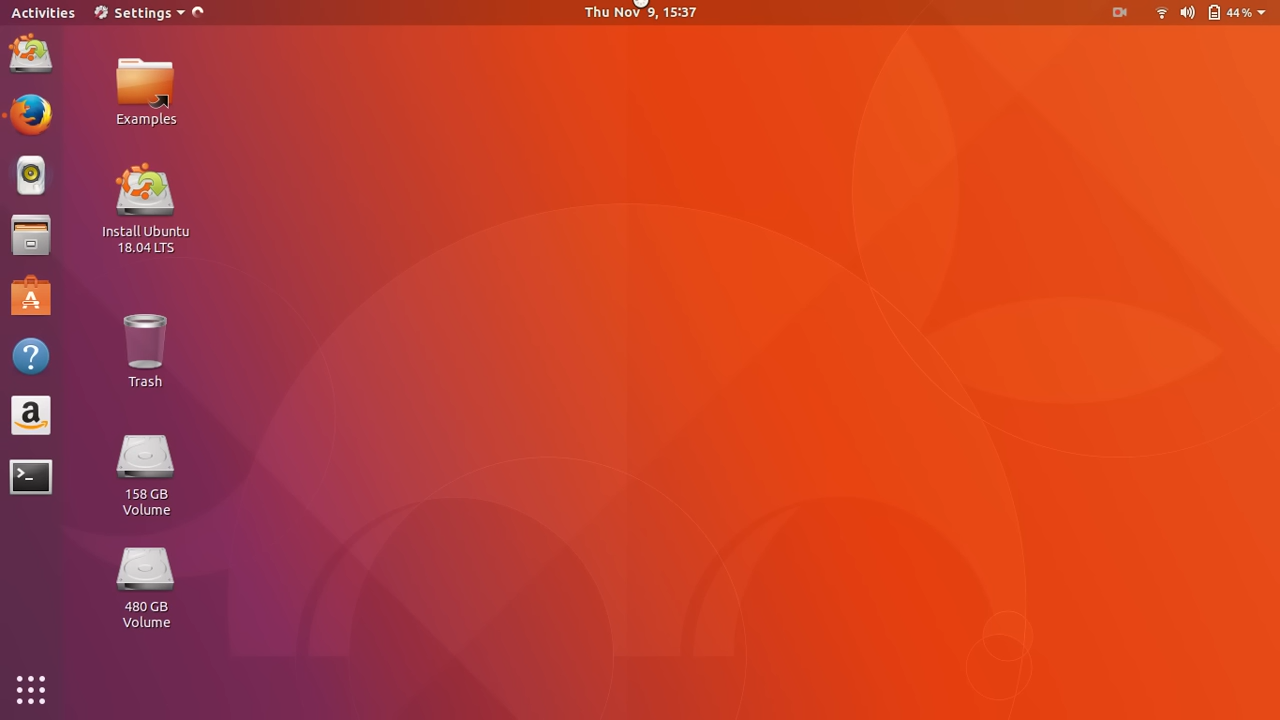 Activities Settings Thu Nov 9, 15:37 44 %
Examples
Install Ubuntu
18.04 LTS
Trash
158 GB
Volume
480 GB
Volume